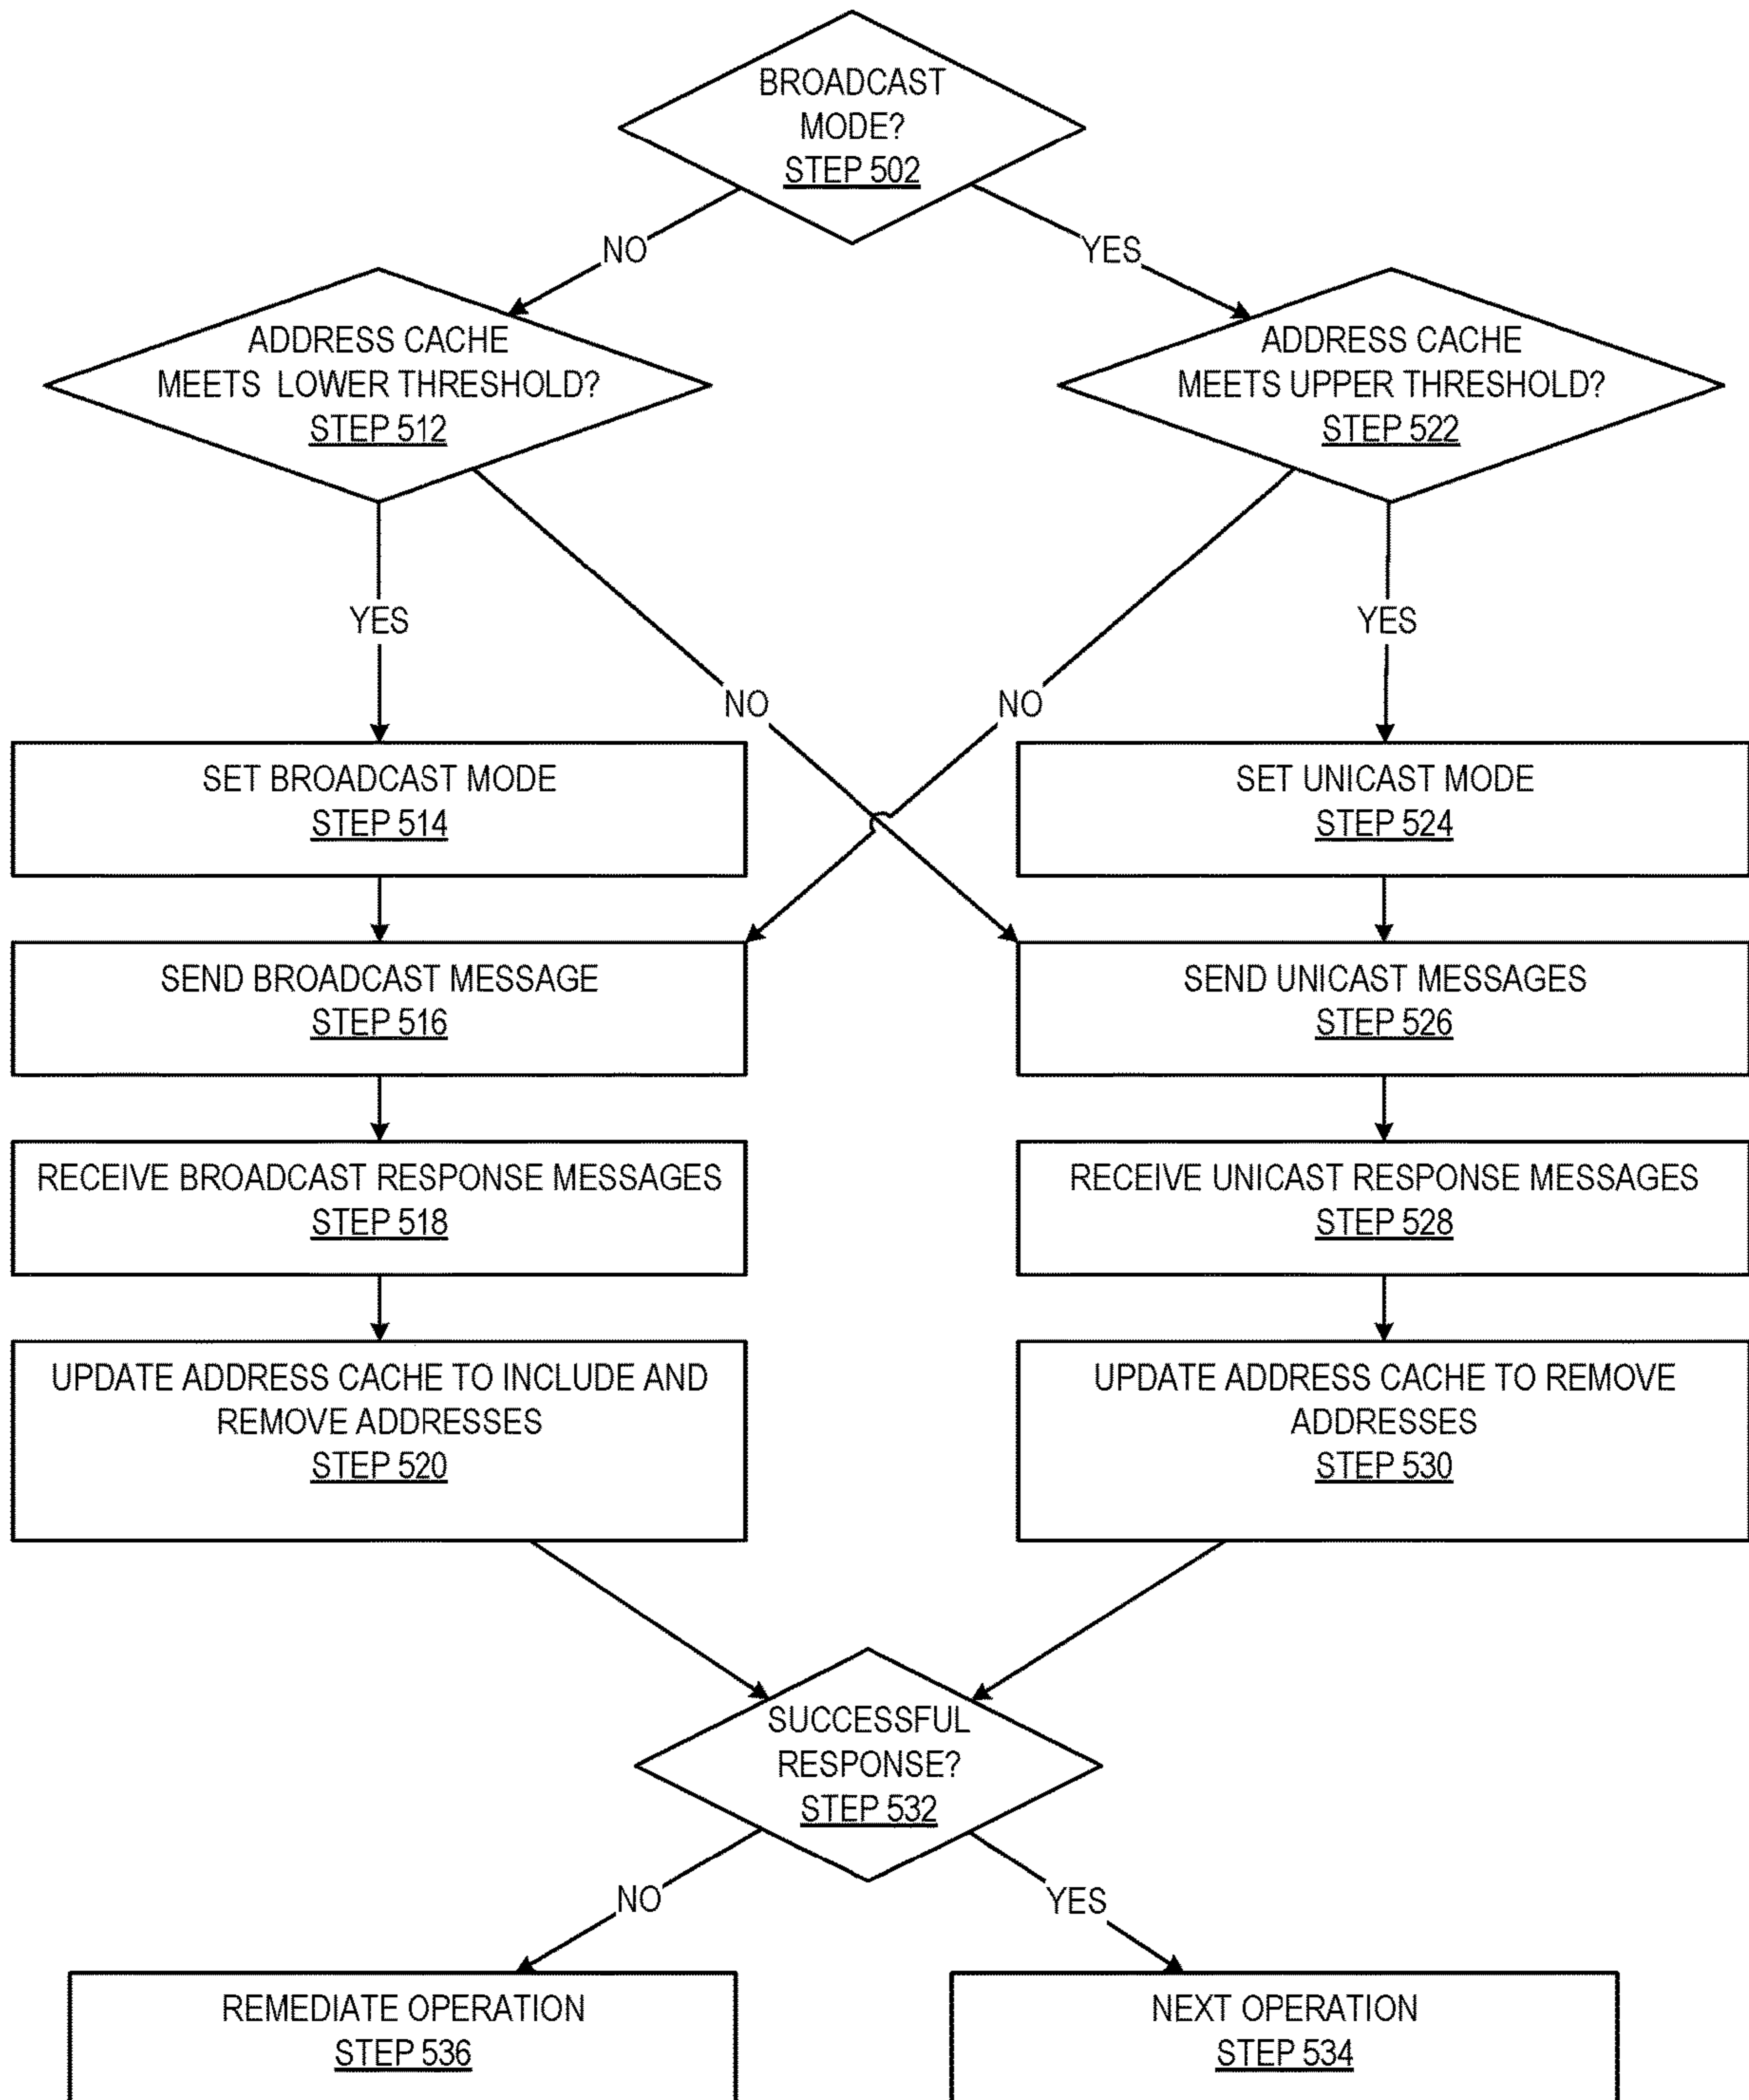 BROADCAST
MODE?
STEP 502
NO
YES
ADDRESS CACHE
MEETS LOWER THRESHOLD?
STEP 512
ADDRESS CACHE
MEETS UPPER THRESHOLD?
STEP 522
YES
YES
NO
NO
SET BROADCAST MODE
STEP 514
SET UNICAST MODE
STEP 524
SEND BROADCAST MESSAGE
STEP 516
SEND UNICAST MESSAGES
STEP 526
RECEIVE BROADCAST RESPONSE MESSAGES
STEP 518
RECEIVE UNICAST RESPONSE MESSAGES
STEP 528
UPDATE ADDRESS CACHE TO INCLUDE AND
REMOVE ADDRESSES
STEP 520
UPDATE ADDRESS CACHE TO REMOVE
ADDRESSES
STEP 530
SUCCESSFUL
RESPONSE?
STEP 532
NO
YES
REMEDIATE OPERATION
STEP 536
NEXT OPERATION
STEP 534